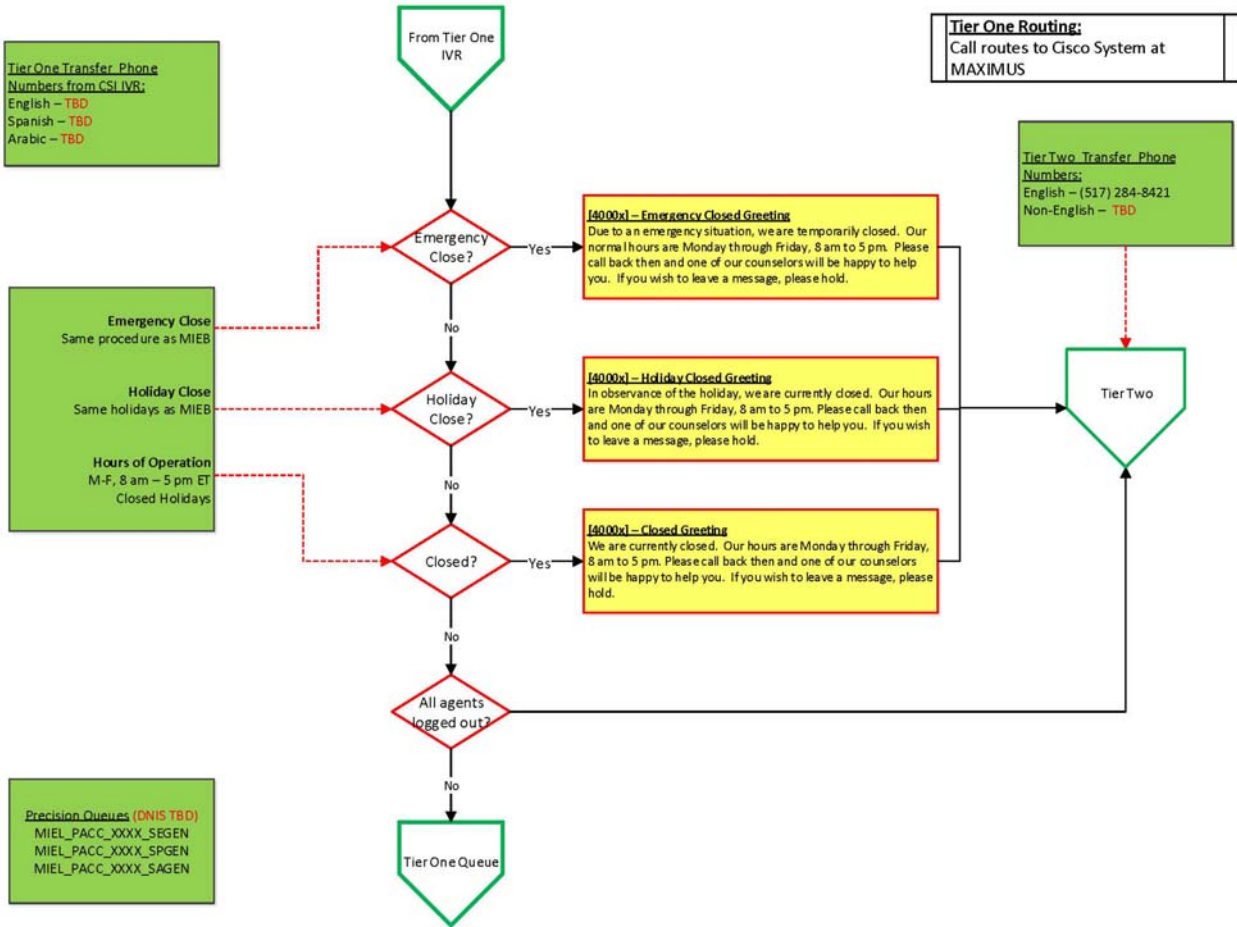 From Tier One
IVR
Tier One Routing:
Call routes to Cisco System at
MAXIMUS
Tier One Transfer Phone
Numbers from CSI IVR:
English – TBD
Spanish – TBD
Arabic – TBD
Tier Two Transfer Phone
Numbers:
English – (517) 284-8421
Non-English – TBD
Emergency
Close?
Yes
[4000x] – Emergency Closed Greeting
Due to an emergency situation, we are temporarily closed. Our
normal hours are Monday through Friday, 8 am to 5 pm. Please
call back then and one of our counselors will be happy to help
you. If you wish to leave a message, please hold.
No
Emergency Close
Same procedure as MIEB
Holiday Close
Same holidays as MIEB
Hours of Operation
M-F, 8 am – 5 pm ET
Closed Holidays
Holiday
Close?
Yes
[4000x] – Holiday Closed Greeting
In observance of the holiday, we are currently closed. Our hours
are Monday through Friday, 8 am to 5 pm. Please call back then
and one of our counselors will be happy to help you. If you wish
to leave a message, please hold.
Tier Two
No
Closed?
Yes
[4000x] – Closed Greeting
We are currently closed. Our hours are Monday through Friday,
8 am to 5 pm. Please call back then and one of our counselors
will be happy to help you. If you wish to leave a message, please
hold.
No
All agents
logged out?
No
Precision Queues (DNIS TBD)
MIEL_PACC_XXXX_SEGEN
MIEL_PACC_XXXX_SPGEN
MIEL_PACC_XXXX_SAGEN
Tier One Queue